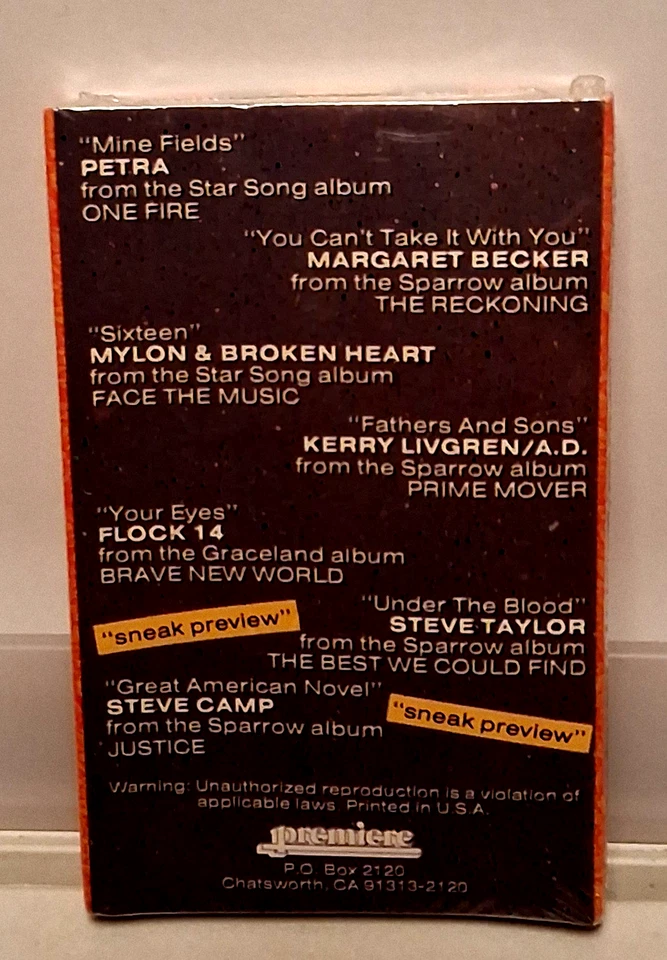 "Mine Fields"
PETRA
from the Star Song album
ONE FIRE
"You Can't Take It With You"
MARGARET BECKER
from the Sparrow album
THE RECKONING
"Sixteen"
MYLON & BROKEN HEART
from the Star Song album
FACE THE MUSIC
"Fathers And Sons"
KERRY LIVGREN/A.D.
from the Sparrow album
PRIME MOVER
"Your Eyes"
FLOCK 14
from the Graceland album
BRAVE NEW WORLD
"sneak preview"
"Under The Blood"
STEVE TAYLOR
from the Sparrow album
THE BEST WE COULD FIND
"Great American Novel"
STEVE CAMP
from the Sparrow album
JUSTICE
"sneak preview"
Warning: Unauthorized reproduction is a violation of
applicable laws. Printed in U.S.A.
premiere
P.O. Box 2120
Chatsworth, CA 91313-2120